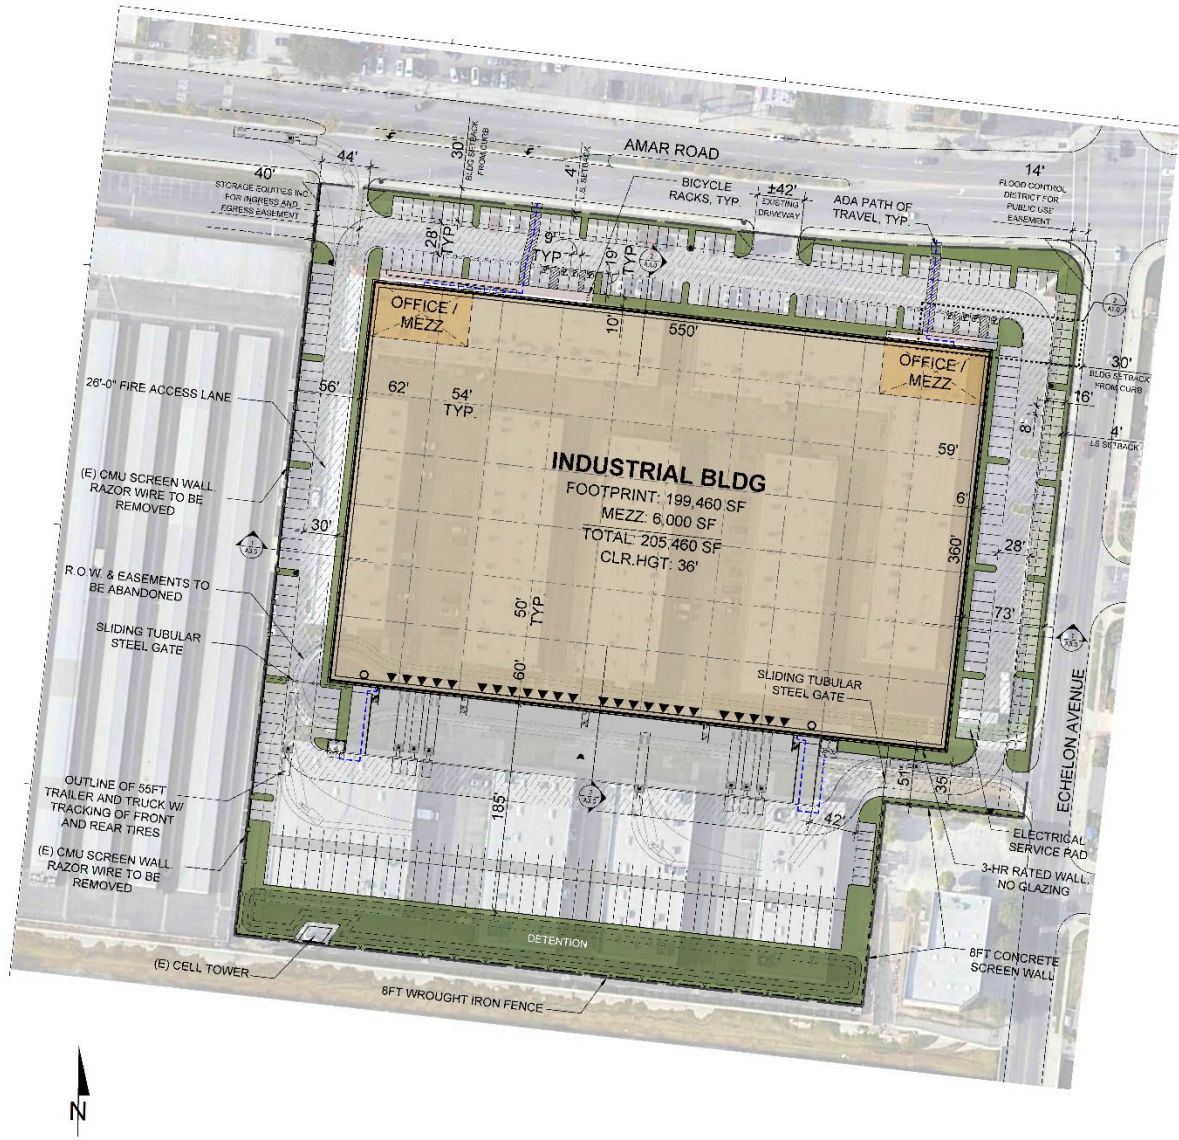 AMAR ROAD
44'
30'
BLDG SETBACK
FROM CURB
4'
L.S. SETBACK
40'
STORAGE EQUITIES INC.
FOR INGRESS AND
EGRESS EASEMENT
BICYCLE
RACKS, TYP.
±42'
EXISTING
DRIVEWAY
ADA PATH OF
TRAVEL, TYP.
14'
FLOOD CONTROL
DISTRICT FOR
PUBLIC USE
EASEMENT
28'
TYP.
9'
TYP
19'
TYP
OFFICE /
MEZZ
10'
550'
OFFICE /
MEZZ
30'
BLDG SETBACK
FROM CURB
16'
8'
4'
LS SETBACK
26'-0" FIRE ACCESS LANE
56'
62'
54'
TYP.
59'
(E) CMU SCREEN WALL
RAZOR WIRE TO BE
REMOVED
INDUSTRIAL BLDG
FOOTPRINT: 199,460 SF
MEZZ: 6,000 SF
TOTAL: 205,460 SF
CLR.HGT: 36'
6'
30'
360'
28'
R.O.W. & EASEMENTS TO
BE ABANDONED
50'
TYP
73'
SLIDING TUBULAR
STEEL GATE
60'
SLIDING TUBULAR
STEEL GATE
ECHELON AVENUE
OUTLINE OF 55FT
TRAILER AND TRUCK W/
TRACKING OF FRONT
AND REAR TIRES
185'
51'
35'
42'
ELECTRICAL
SERVICE PAD
(E) CMU SCREEN WALL
RAZOR WIRE TO BE
REMOVED
3-HR RATED WALL,
NO GLAZING
DETENTION
8FT CONCRETE
SCREEN WALL
(E) CELL TOWER
8FT WROUGHT IRON FENCE
N